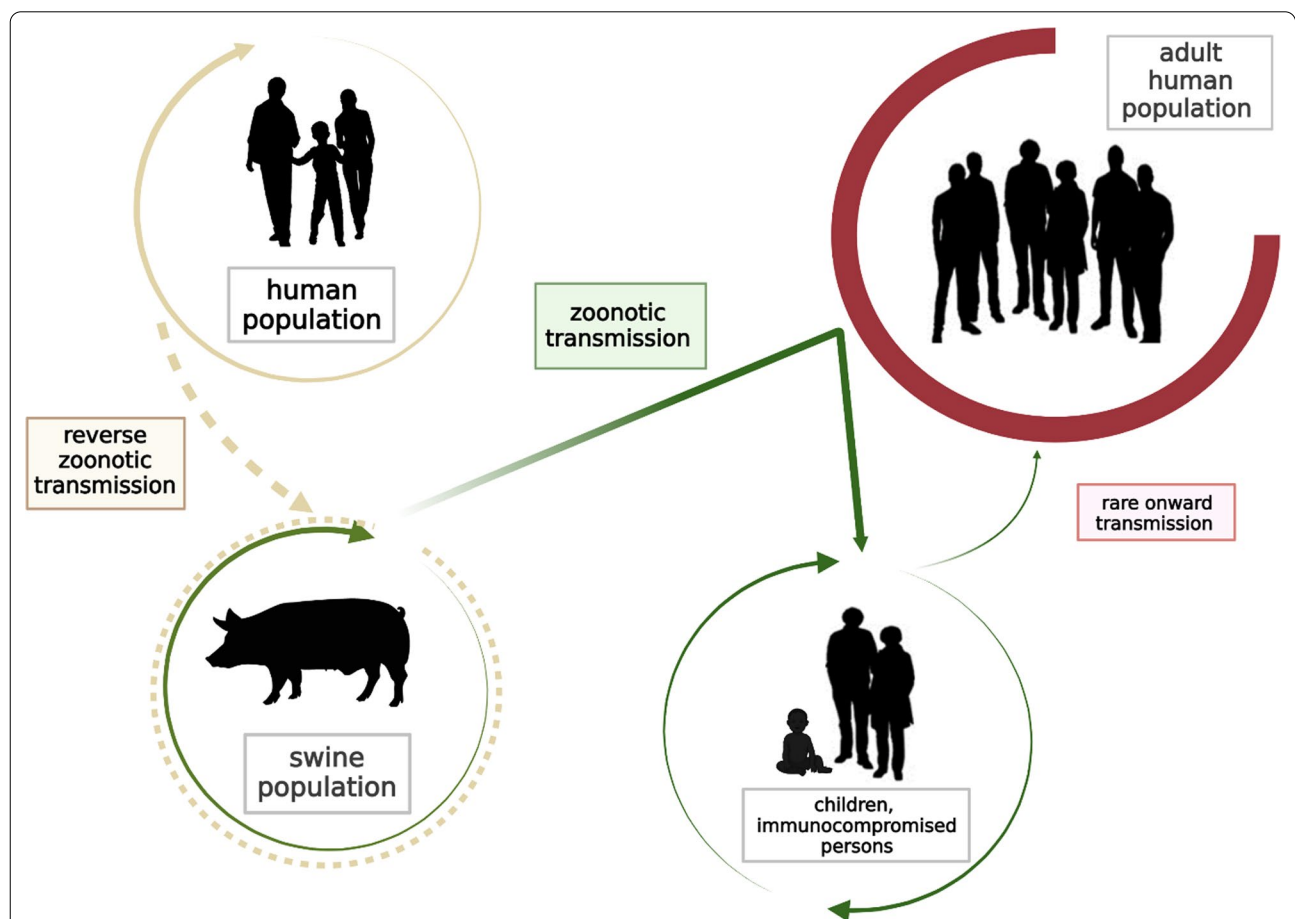 human
population
adult
human
population
zoonotic
transmission
reverse
zoonotic
transmission
rare onward
transmission
swine
population
children,
immunocompromised
persons